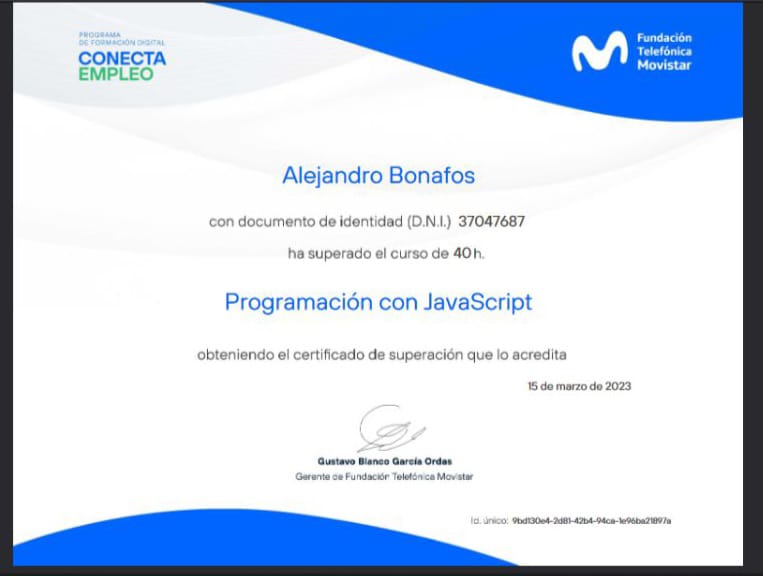 PROGRAMA
DE FORMACIÓN DIGITAL
CONECTA
EMPLEO
Fundación
Telefónica
Movistar
Alejandro Bonafos
con documento de identidad (D.N.I.) 37047687
ha superado el curso de 40 h.
Programación con JavaScript
obteniendo el certificado de superación que lo acredita
15 de marzo de 2023
Gustavo Blanco García Ordas
Gerente de Fundación Telefónica Movistar
Id. único: 9bd130e4-2d81-42b4-94ca-1e96ba21897a